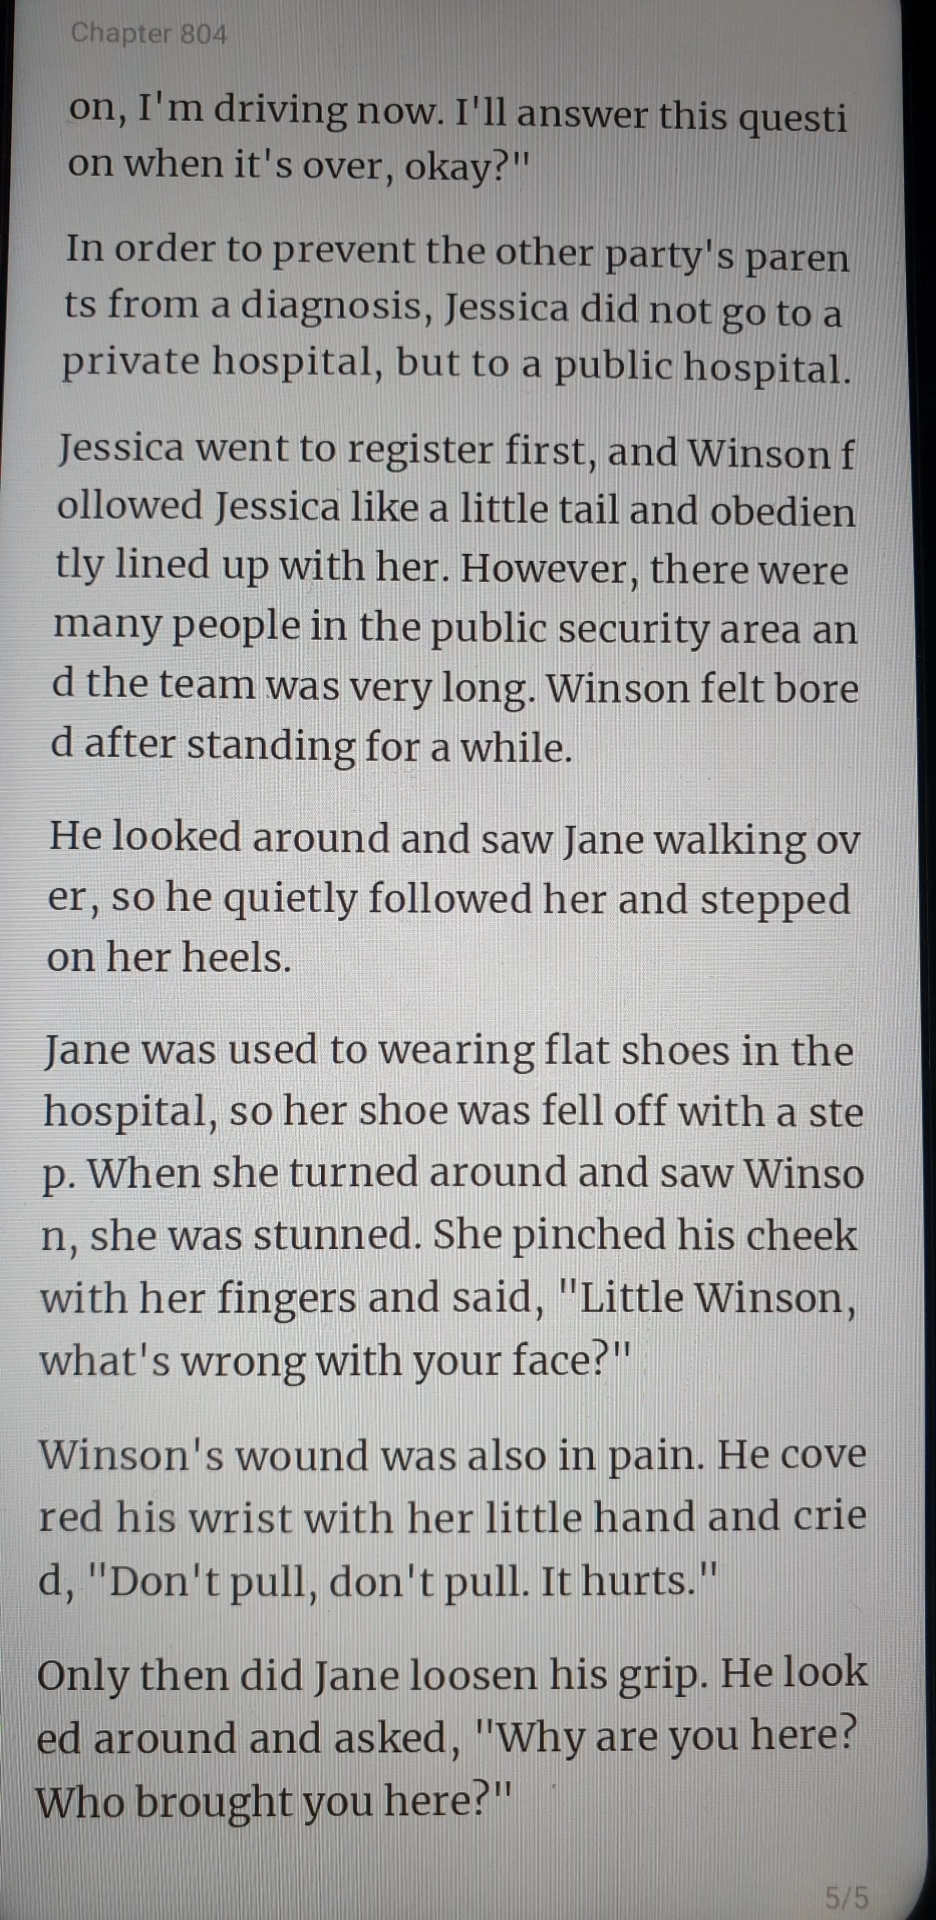 Chapter 804
on, I'm driving now. I'll answer this questi
on when it's over, okay?"
In order to prevent the other party's paren
ts from a diagnosis, Jessica did not go to a
private hospital, but to a public hospital.
Jessica went to register first, and Winson f
ollowed Jessica like a little tail and obedien
tly lined up with her. However, there were
many people in the public security area an
d the team was very long. Winson felt bore
d after standing for a while.
He looked around and saw Jane walking ov
er, so he quietly followed her and stepped
on her heels.
Jane was used to wearing flat shoes in the
hospital, so her shoe was fell off with a ste
p. When she turned around and saw Winso
n, she was stunned. She pinched his cheek
with her fingers and said, "Little Winson,
what's wrong with your face?"
Winson's wound was also in pain. He cove
red his wrist with her little hand and crie
d, "Don't pull, don't pull. It hurts."
Only then did Jane loosen his grip. He look
ed around and asked, "Why are you here?
Who brought you here?"
5/5